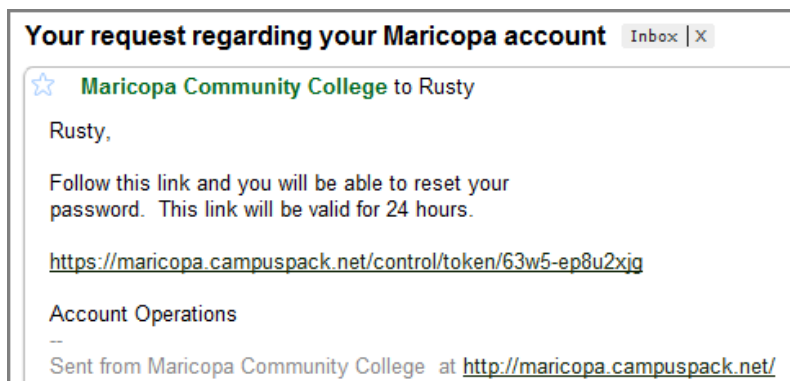 Your request regarding your Maricopa account Inbox | X
Maricopa Community College to Rusty
Rusty,
Follow this link and you will be able to reset your
password. This link will be valid for 24 hours.
https://maricopa.campuspack.net/control/token/63w5-ep8u2xjg
Account Operations
--
Sent from Maricopa Community College at http://maricopa.campuspack.net/